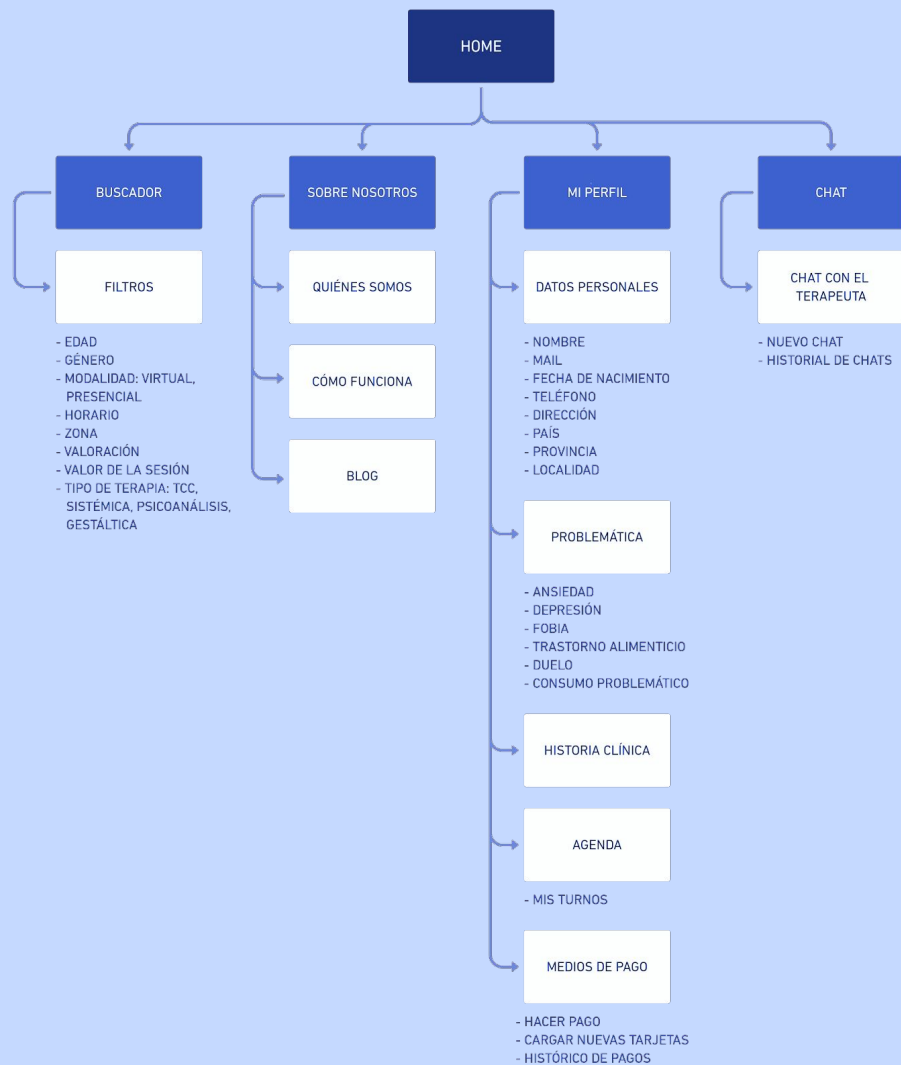 HOME
BUSCADOR
FILTROS
- EDAD
- GÉNERO
- MODALIDAD: VIRTUAL,
PRESENCIAL
- HORARIO
- ZONA
- VALORACIÓN
- VALOR DE LA SESIÓN
- TIPO DE TERAPIA: TCC,
SISTÉMICA, PSICOANÁLISIS,
GESTÁLTICA
SOBRE NOSOTROS
QUIÉNES SOMOS
CÓMO FUNCIONA
BLOG
MI PERFIL
DATOS PERSONALES
- NOMBRE
- MAIL
- FECHA DE NACIMIENTO
- TELÉFONO
- DIRECCIÓN
- PAÍS
- PROVINCIA
- LOCALIDAD
PROBLEMÁTICA
- ANSIEDAD
- DEPRESIÓN
- FOBIA
- TRASTORNO ALIMENTICIO
- DUELO
- CONSUMO PROBLEMÁTICO
HISTORIA CLÍNICA
AGENDA
- MIS TURNOS
MEDIOS DE PAGO
- HACER PAGO
- CARGAR NUEVAS TARJETAS
- HISTÓRICO DE PAGOS
CHAT
CHAT CON EL
TERAPEUTA
- NUEVO CHAT
- HISTORIAL DE CHATS